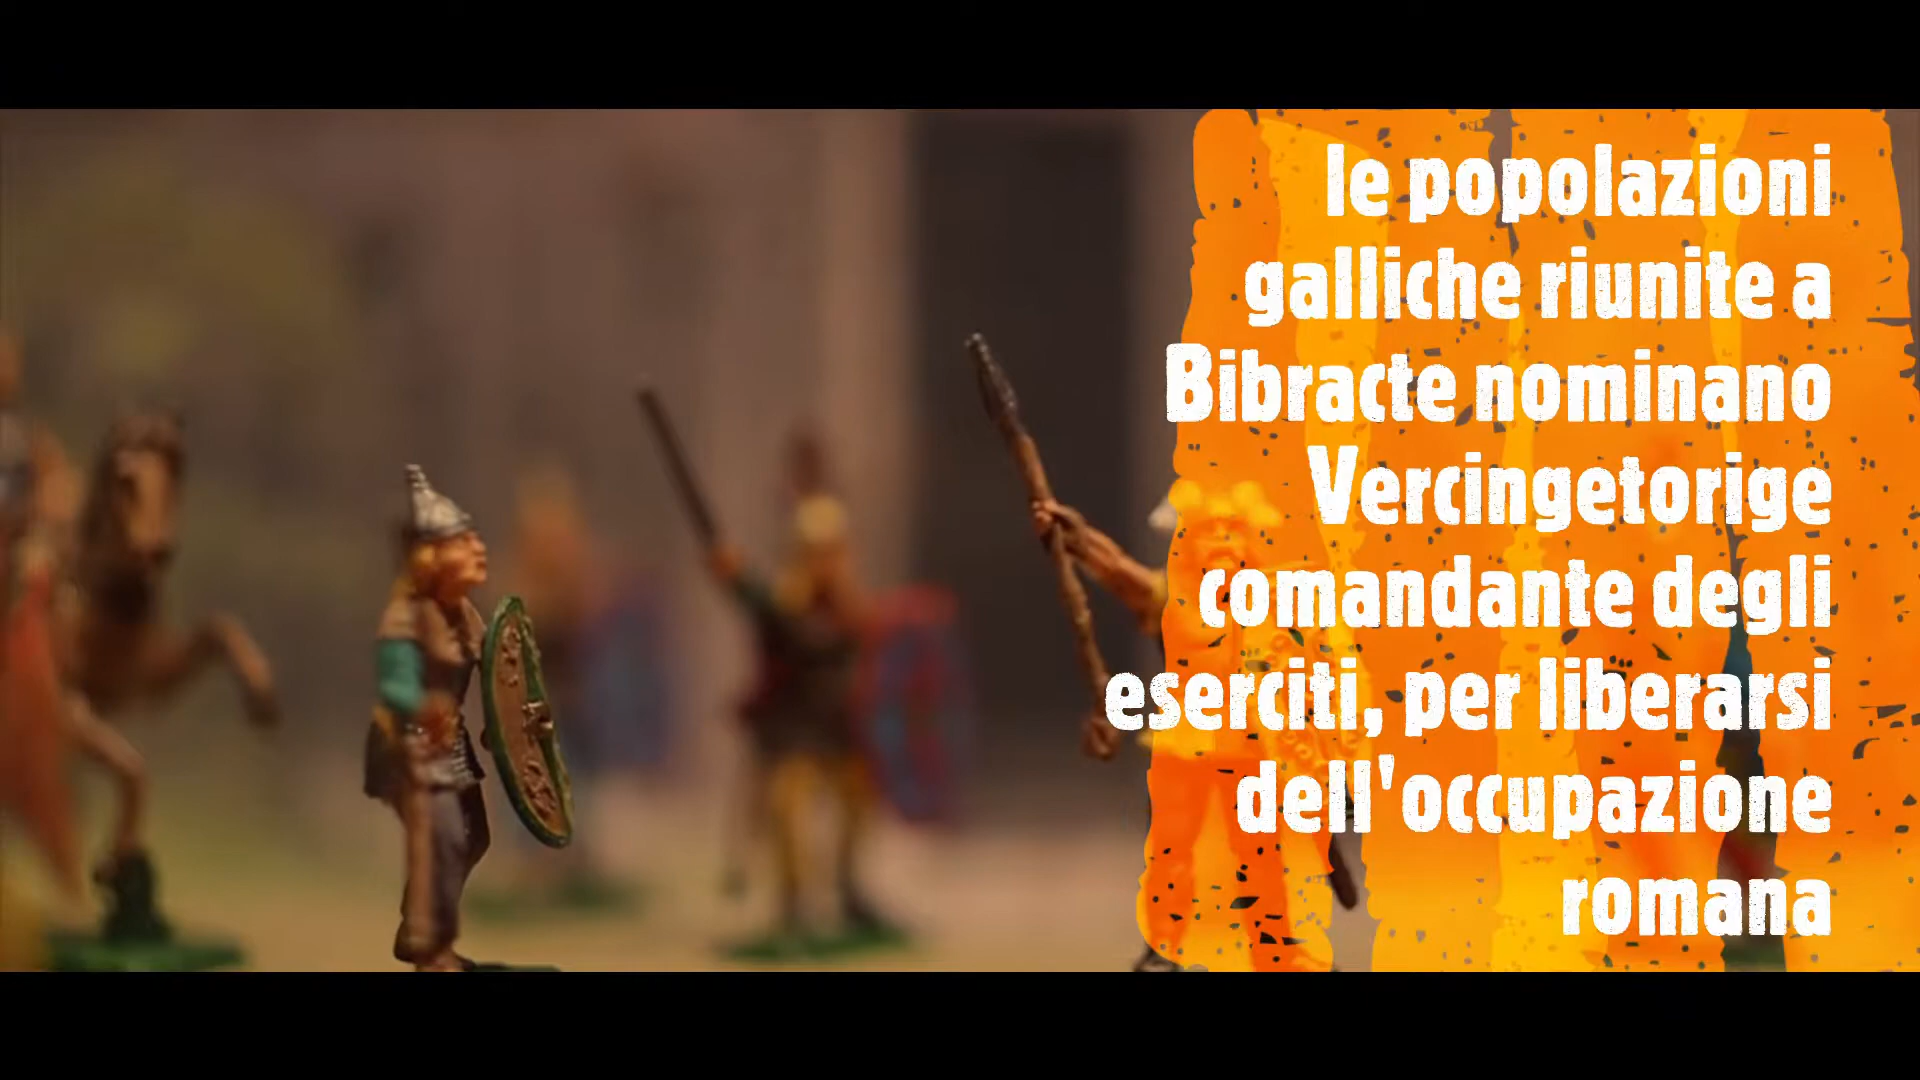 le popolazioni
galliche riunite a
Bibracte nominano
Vercingetorige
comandante degli
eserciti, per liberarsi
dell'occupazione
romana